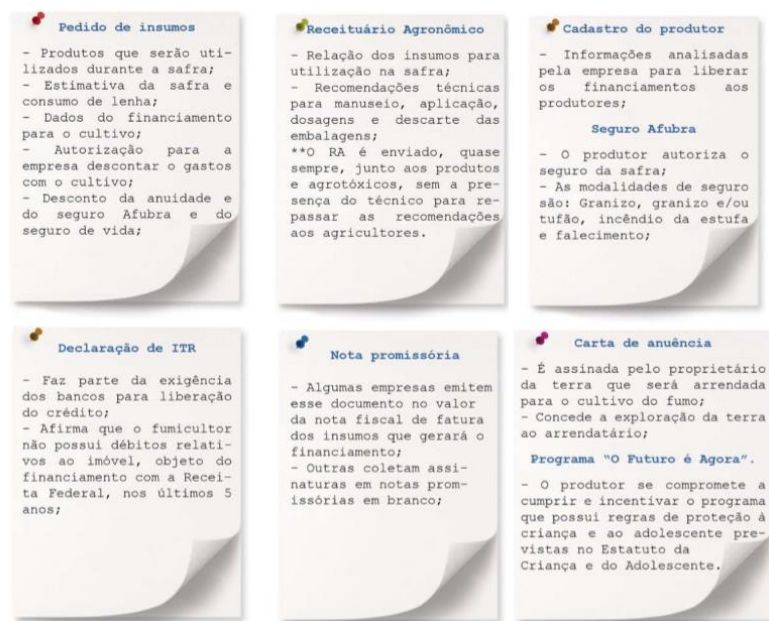 Pedido de insumos
- Produtos que serão uti-
lizados durante a safra;
- Estimativa da safra e
consumo de lenha;
- Dados do financiamento
para o cultivo;
- Autorização para a
empresa descontar o gastos
com o cultivo;
- Desconto da anuidade e
do seguro Afubra e do
seguro de vida;
Receituário Agronômico
- Relação dos insumos para
utilização na safra;
- Recomendações técnicas
para manuseio, aplicação,
dosagens e descarte das
embalagens;
**O RA é enviado, quase
sempre, junto aos produtos
e agrotóxicos, sem a pre-
sença do técnico para re-
passar as recomendações
aos agricultores.
Cadastro do produtor
- Informações analisadas
pela empresa para liberar
os financiamentos aos
produtores;
Seguro Afubra
- O produtor autoriza o
seguro da safra;
- As modalidades de seguro
são: Granizo, granizo e/ou
tufão, incêndio da estufa
e falecimento;
Declaração de ITR
- Faz parte da exigência
dos bancos para liberação
do crédito;
- Afirma que o fumicultor
não possui débitos relati-
vos ao imóvel, objeto do
financiamento com a Recei-
ta Federal, nos últimos 5
anos;
Nota promissória
- Algumas empresas emitem
esse documento no valor
da nota fiscal de fatura
dos insumos que gerará o
financiamento;
- Outras coletam assi-
naturas em notas prom-
issórias em branco;
Carta de anuência
- É assinada pelo proprietário
da terra que será arrendada
para o cultivo do fumo;
- Concede a exploração da terra
ao arrendatário;
Programa "O Futuro é Agora".
- O produtor se compromete a
cumprir e incentivar o programa
que possui regras de proteção à
criança e ao adolescente pre-
vistas no Estatuto da
Criança e do Adolescente.